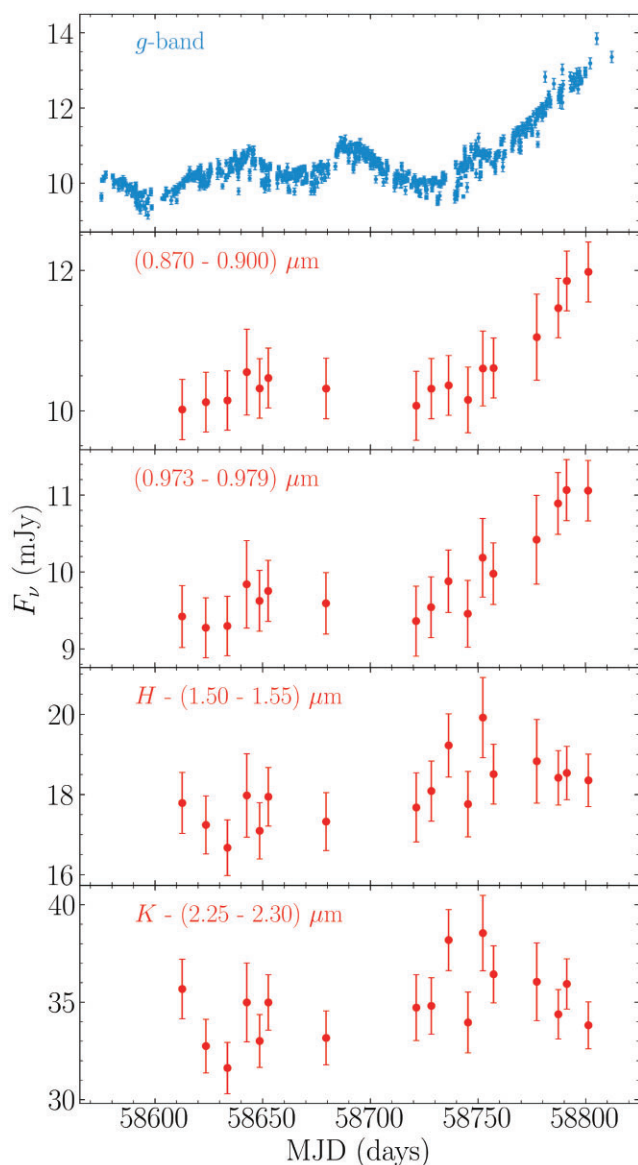 14
g-band
12
10
12
(0.870 - 0.900) μm
10
11
(0.973 - 0.979) μm
10
9
F_ν (mJy)
20
H - (1.50 - 1.55) μm
18
16
40
K - (2.25 - 2.30) μm
35
30
58600 58650 58700 58750 58800
MJD (days)